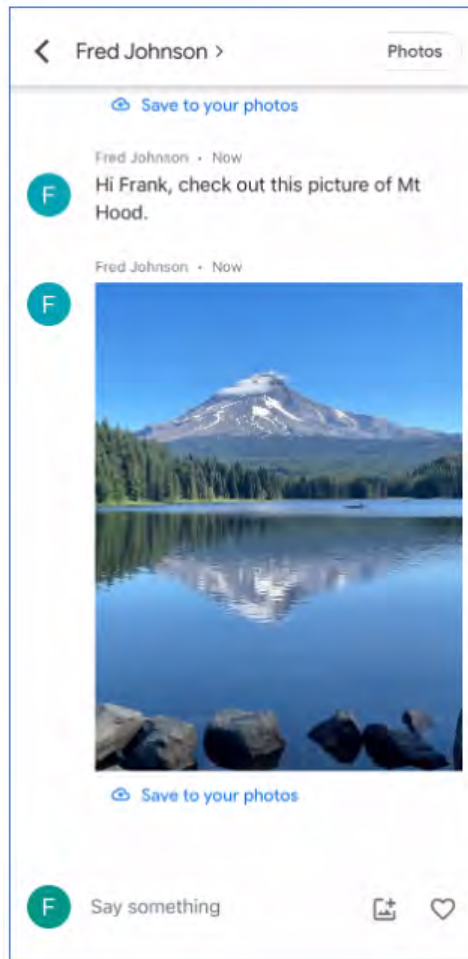 Fred Johnson >
Photos
Save to your photos
Fred Johnson • Now
F
Hi Frank, check out this picture of Mt
Hood.
Fred Johnson • Now
F
Save to your photos
F
Say something